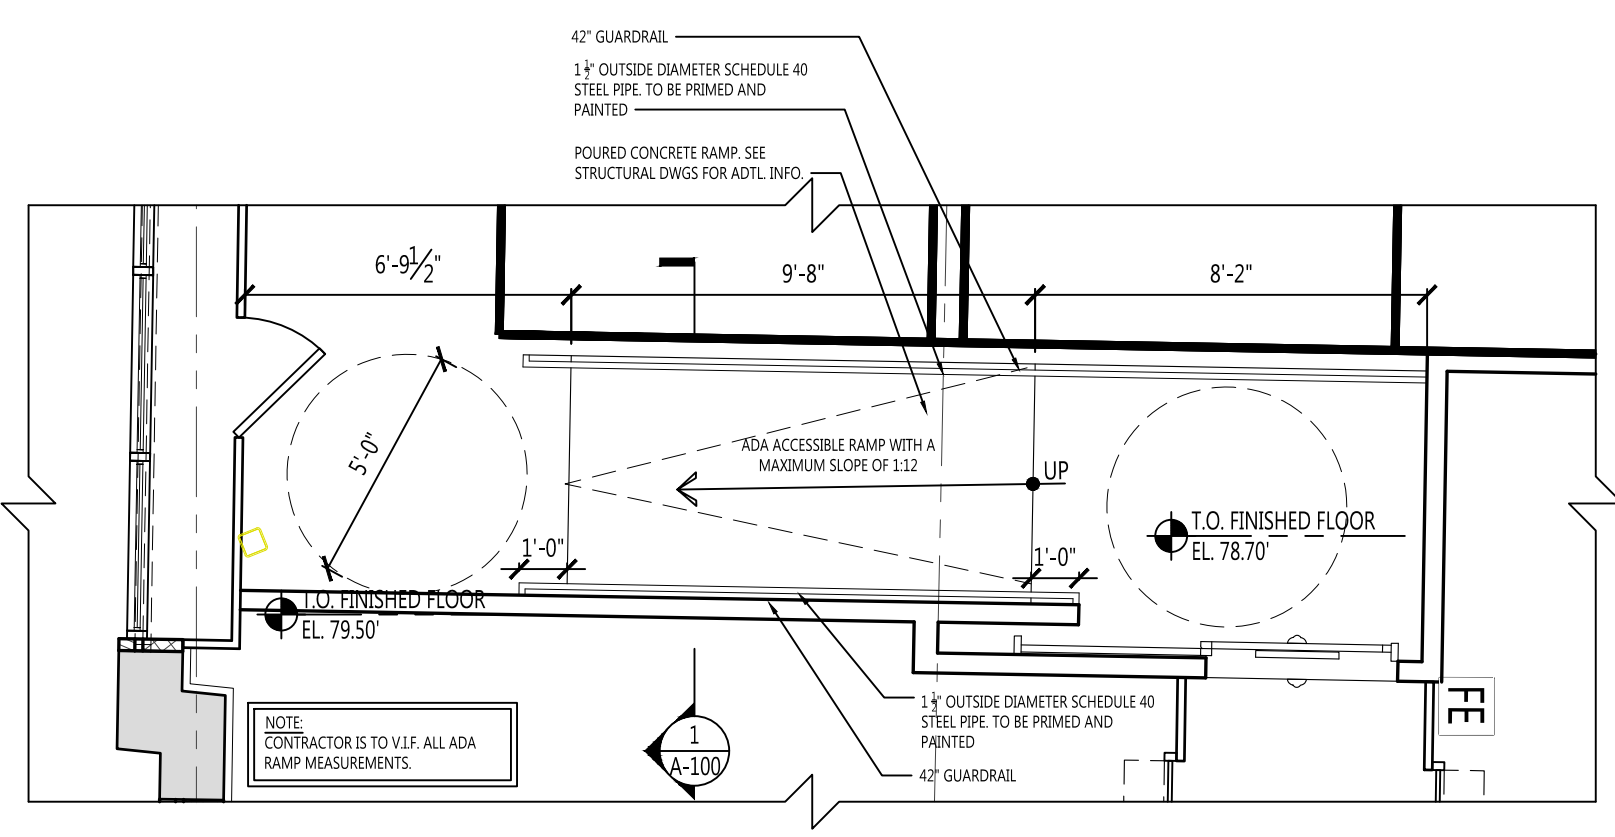 42" GUARDRAIL
1 1/2" OUTSIDE DIAMETER SCHEDULE 40
STEEL PIPE. TO BE PRIMED AND
PAINTED
POURED CONCRETE RAMP. SEE
STRUCTURAL DWGS FOR ADTL. INFO.
6'-9 1/2"
9'-8"
8'-2"
5'-0"
ADA ACCESSIBLE RAMP WITH A
MAXIMUM SLOPE OF 1:12
UP
T.O. FINISHED FLOOR
EL. 78.70'
1'-0"
1'-0"
T.O. FINISHED FLOOR
EL. 79.50'
NOTE:
CONTRACTOR IS TO V.I.F. ALL ADA
RAMP MEASUREMENTS.
1
A-100
1 1/2" OUTSIDE DIAMETER SCHEDULE 40
STEEL PIPE. TO BE PRIMED AND
PAINTED
42" GUARDRAIL
FE